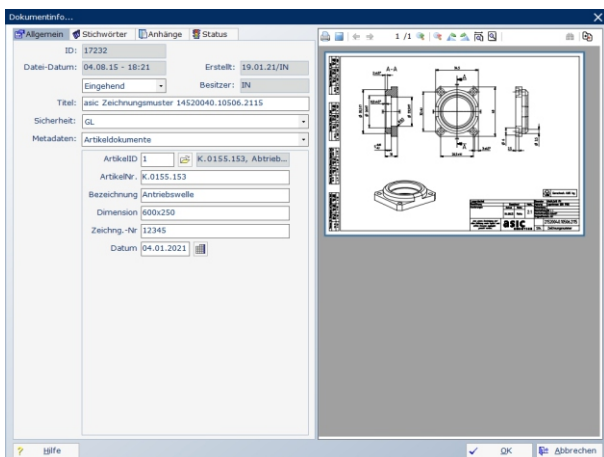 Dokumentinfo...
Allgemein Stichwörter Anhänge Status
ID: 17232
Datei-Datum: 04.08.15 - 18:21 Erstellt: 19.01.21/IN
Eingehend Besitzer: IN
Titel: asic Zeichnungsmuster 14520040.10506.2115
Sicherheit: GL
Metadaten: Artikeldokumente
ArtikelID 1 K.0155.153, Abtrieb...
ArtikelNr. K.0155.153
Bezeichnung Antriebswelle
Dimension 600x250
Zeichng.-Nr 12345
Datum 04.01.2021
1 /1
A-A
A
asic
Zeichnungsmuster
? Hilfe
OK Abbrechen